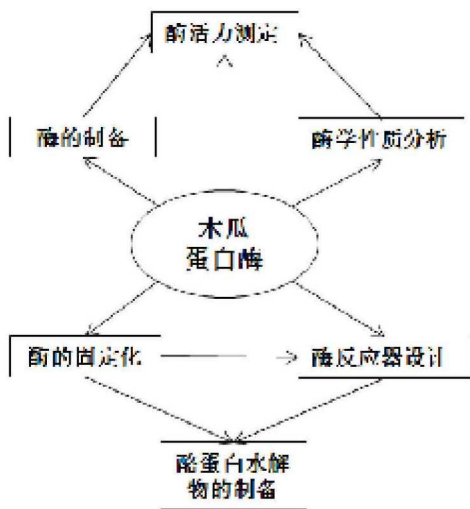 酶活力测定
酶的制备
酶学性质分析
木瓜
蛋白酶
酶的固定化
酶反应器设计
酪蛋白水解
物的制备